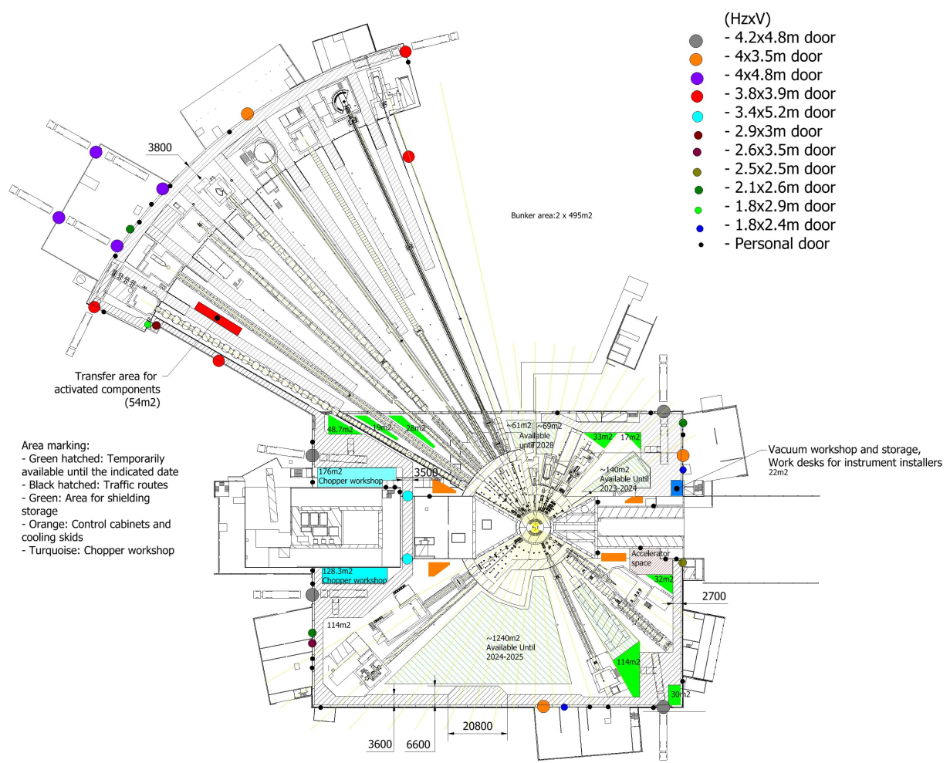 (HzxV)
- 4.2x4.8m door
- 4x3.5m door
- 4x4.8m door
- 3.8x3.9m door
- 3.4x5.2m door
- 2.9x3m door
- 2.6x3.5m door
- 2.5x2.5m door
- 2.1x2.6m door
- 1.8x2.9m door
- 1.8x2.4m door
- Personal door
3800
Bunker area:2 x 495m2
Transfer area for
activated components
(54m2)
Area marking:
- Green hatched: Temporarily
available until the indicated date
- Black hatched: Traffic routes
- Green: Area for shielding
storage
- Orange: Control cabinets and
cooling skids
- Turquoise: Chopper workshop
48.7m2
19m2
28m2
~61m2
~69m2
Available
until 2028
33m2
17m2
~140m2
Available Until
2023-2024
Vacuum workshop and storage,
Work desks for instrument installers
22m2
176m2
Chopper workshop
3500
Accelerator
space
128.3m2
Chopper workshop
32m2
2700
114m2
~1240m2
Available Until
2024-2025
114m2
30m2
20800
3600
6600